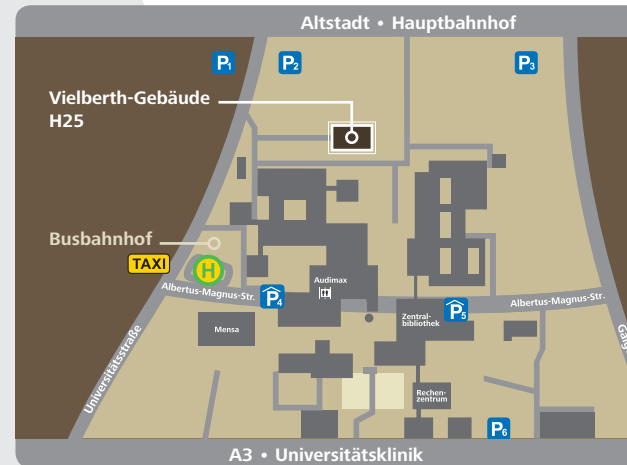 Altstadt • Hauptbahnhof
P1
P2
P3
Vielberth-Gebäude
H25
Busbahnhof
TAXI
H
Albertus-Magnus-Str.
P4
Audimax
P5
Albertus-Magnus-Str.
Zentral-
bibliothek
Mensa
Universitätsstraße
Galg
Rechen-
zentrum
P6
A3 • Universitätsklinik